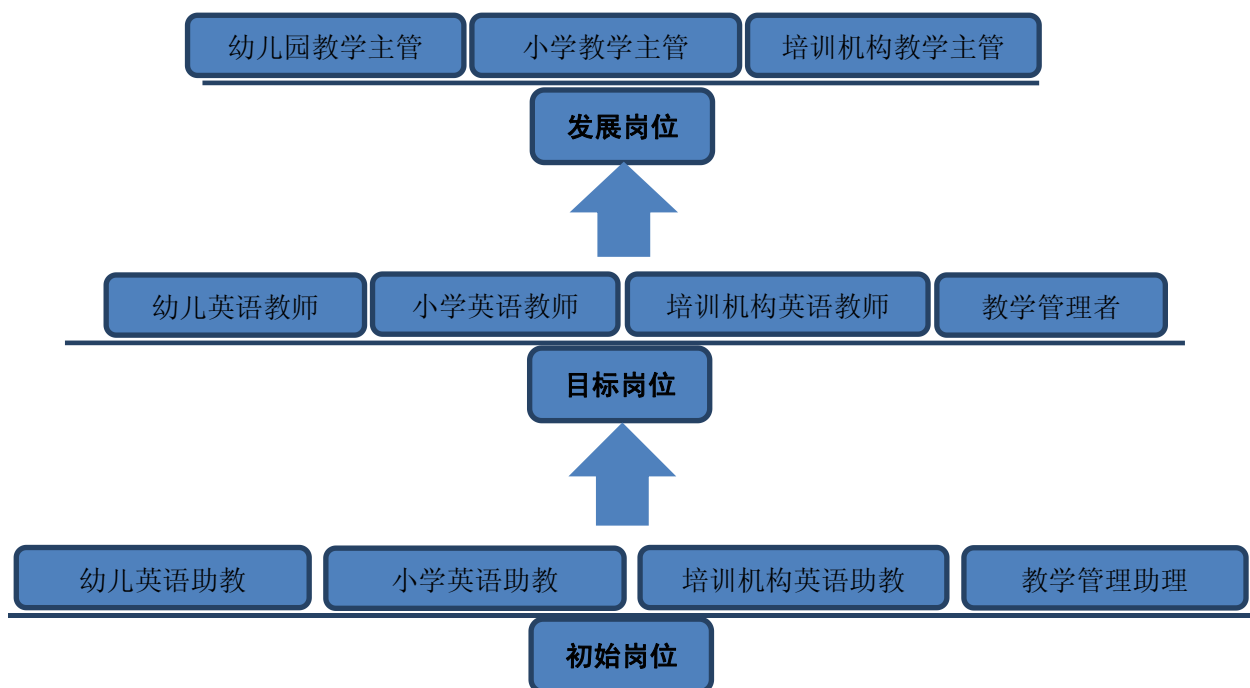 幼儿园教学主管 小学教学主管 培训机构教学主管
发展岗位
幼儿英语教师 小学英语教师 培训机构英语教师 教学管理者
目标岗位
幼儿英语助教 小学英语助教 培训机构英语助教 教学管理助理
初始岗位